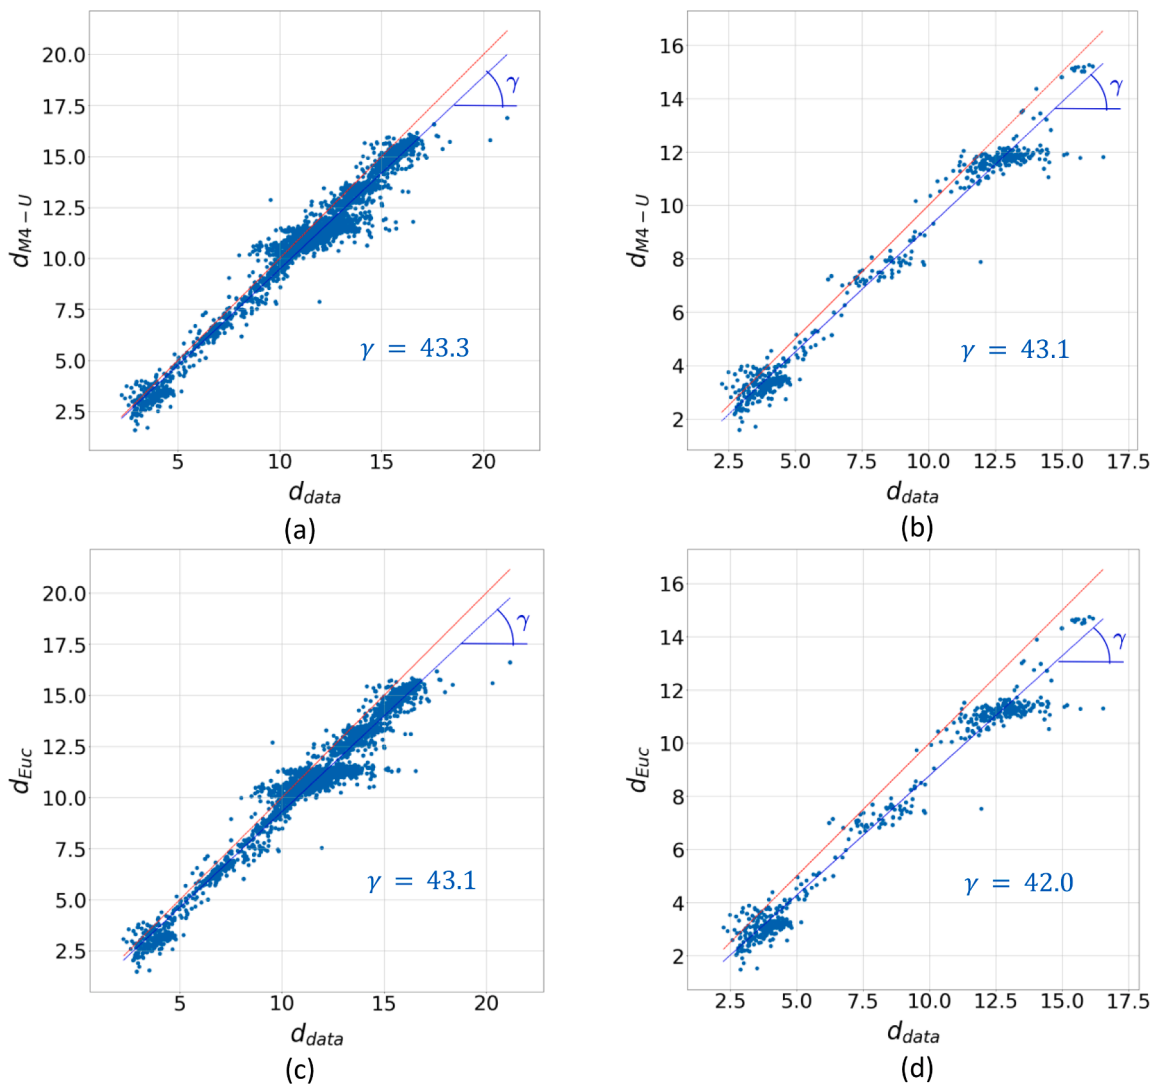 20.0
17.5
15.0
12.5
10.0
7.5
5.0
2.5
d_{M4-U}
γ
γ = 43.3
5 10 15 20
d_{data}
(a)
16
14
12
10
8
6
4
2
d_{M4-U}
γ
γ = 43.1
2.5 5.0 7.5 10.0 12.5 15.0 17.5
d_{data}
(b)
20.0
17.5
15.0
12.5
10.0
7.5
5.0
2.5
d_{Euc}
γ
γ = 43.1
5 10 15 20
d_{data}
(c)
16
14
12
10
8
6
4
2
d_{Euc}
γ
γ = 42.0
2.5 5.0 7.5 10.0 12.5 15.0 17.5
d_{data}
(d)